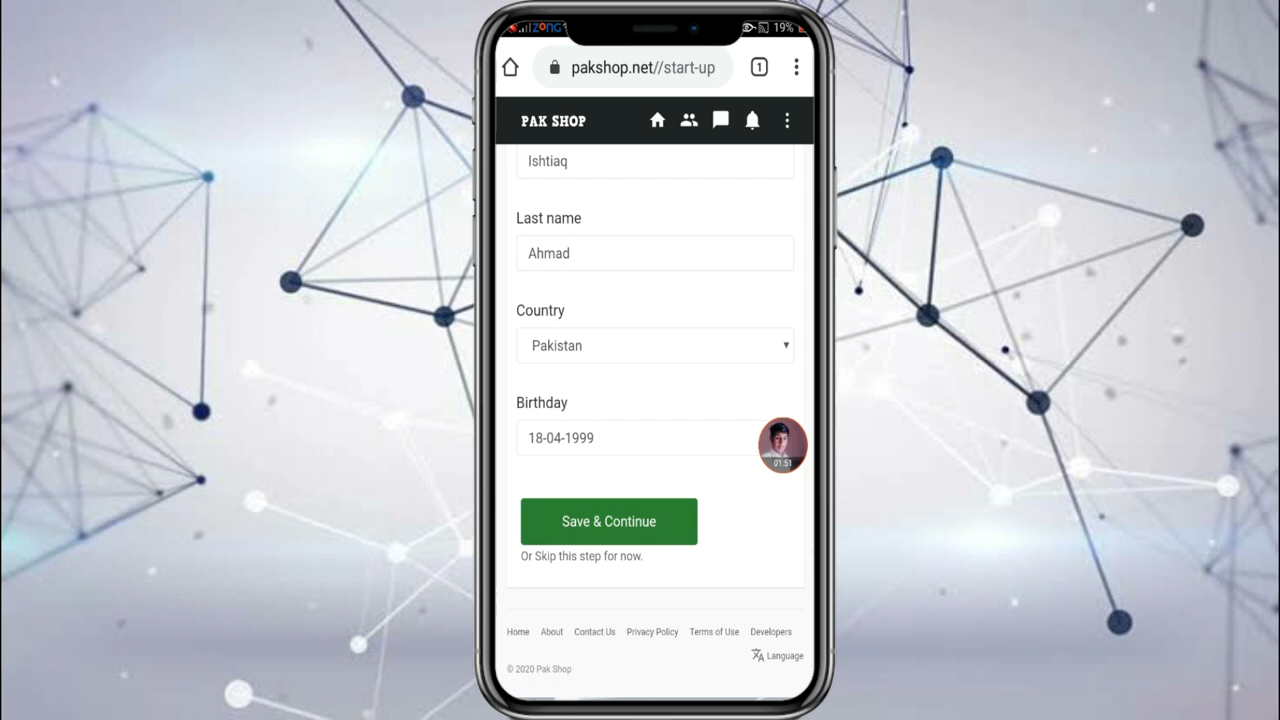 ZONG
19%
pakshop.net//start-up
1
PAK SHOP
Ishtiaq
Last name
Ahmad
Country
Pakistan
Birthday
18-04-1999
01:51
Save & Continue
Or Skip this step for now.
Home About Contact Us Privacy Policy Terms of Use Developers
Language
© 2020 Pak Shop